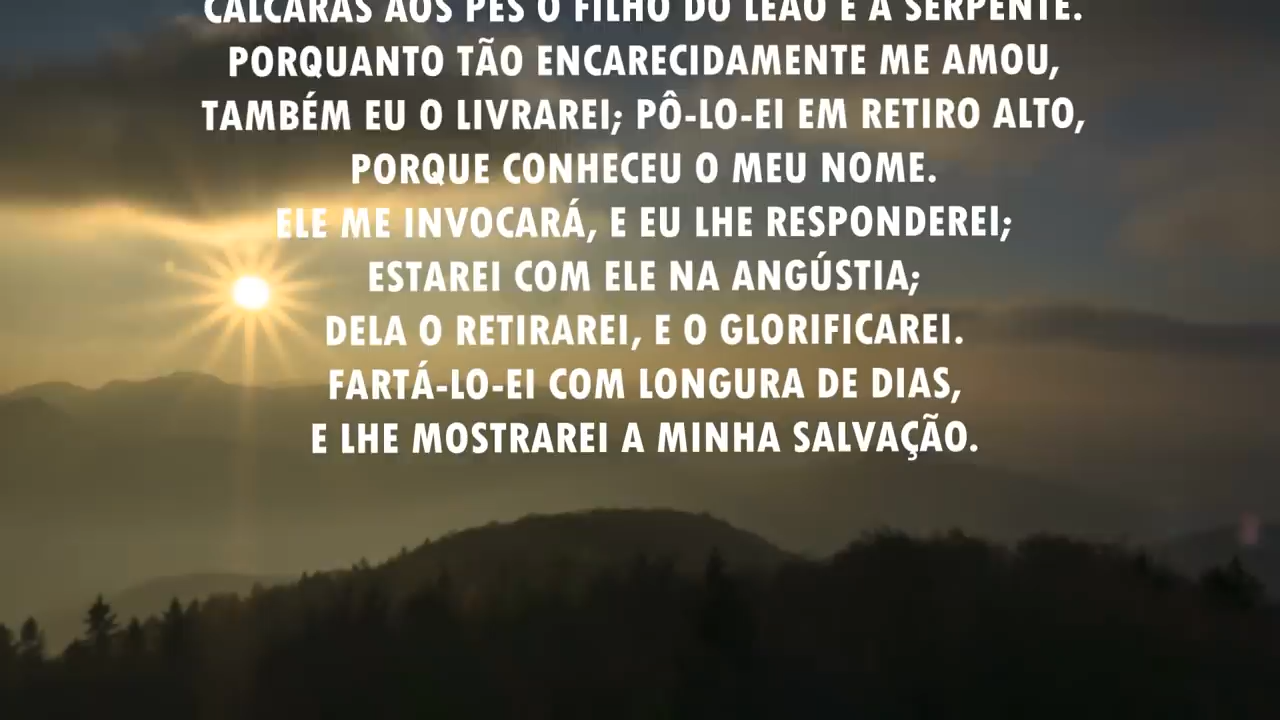 CALCARÁS AOS PÉS O FILHO DO LEÃO E A SERPENTE.
PORQUANTO TÃO ENCARECIDAMENTE ME AMOU,
TAMBÉM EU O LIVRAREI; PÔ-LO-EI EM RETIRO ALTO,
PORQUE CONHECEU O MEU NOME.
ELE ME INVOCARÁ, E EU LHE RESPONDEREI;
ESTAREI COM ELE NA ANGÚSTIA;
DELA O RETIRAREI, E O GLORIFICAREI.
FARTÁ-LO-EI COM LONGURA DE DIAS,
E LHE MOSTRAREI A MINHA SALVAÇÃO.